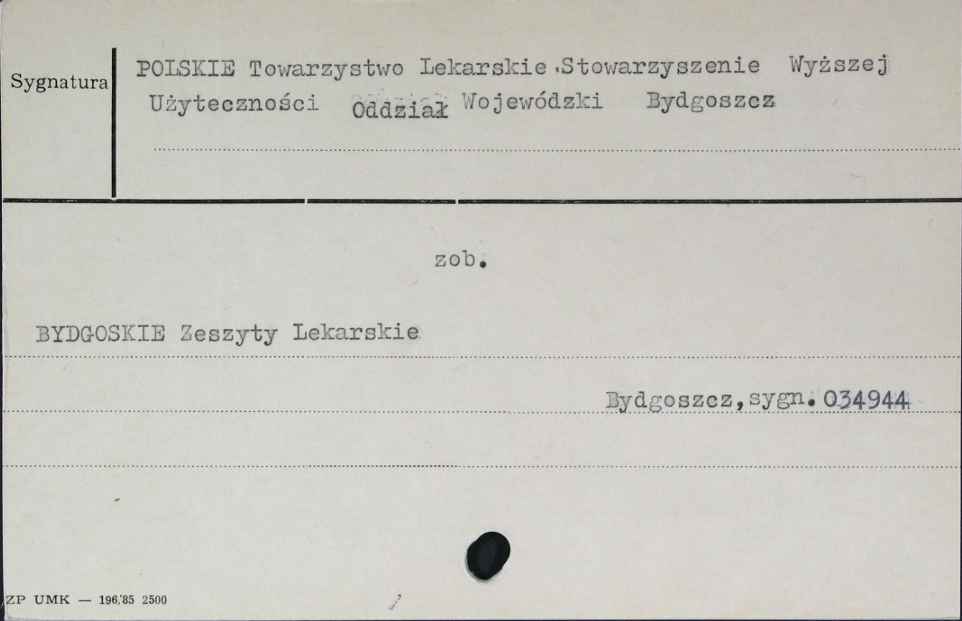 Sygnatura
POLSKIE Towarzystwo Lekarskie.Stowarzyszenie Wyższej
Użyteczności Oddział Wojewódzki Bydgoszcz
zob.
BYDGOSKIE Zeszyty Lekarskie
Bydgoszcz, sygn. 034944
ZP UMK — 196/85 2500